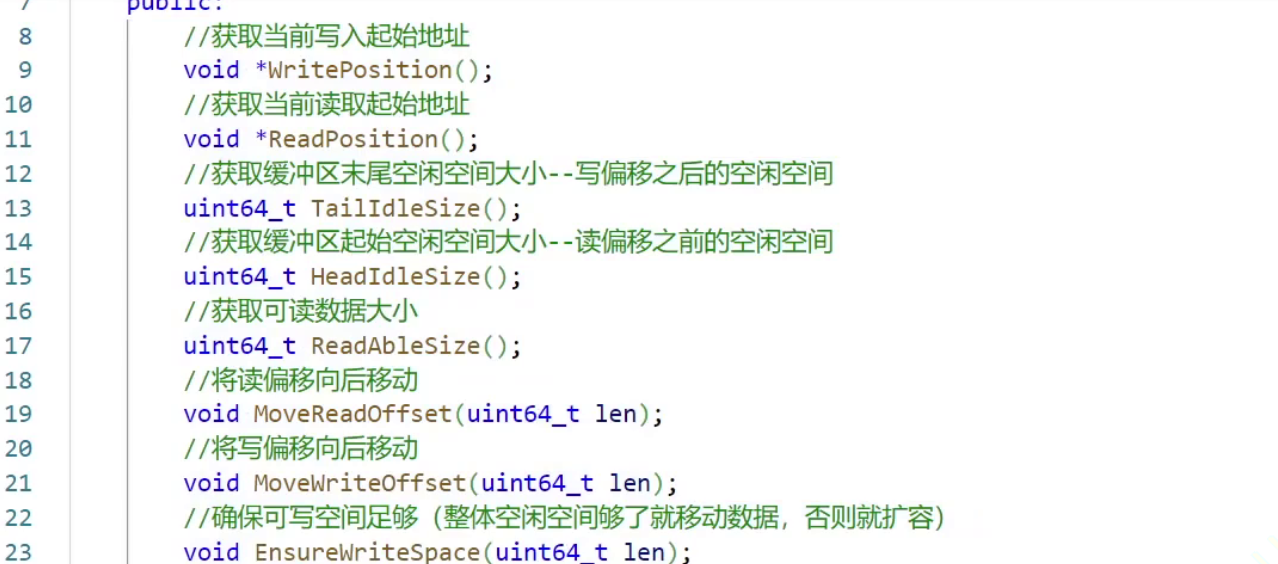 7 public:
8 //获取当前写入起始地址
9 void *WritePosition();
10 //获取当前读取起始地址
11 void *ReadPosition();
12 //获取缓冲区末尾空闲空间大小--写偏移之后的空闲空间
13 uint64_t TailIdleSize();
14 //获取缓冲区起始空闲空间大小--读偏移之前的空闲空间
15 uint64_t HeadIdleSize();
16 //获取可读数据大小
17 uint64_t ReadAbleSize();
18 //将读偏移向后移动
19 void MoveReadOffset(uint64_t len);
20 //将写偏移向后移动
21 void MoveWriteOffset(uint64_t len);
22 //确保可写空间足够（整体空闲空间够了就移动数据，否则就扩容）
23 void EnsureWriteSpace(uint64_t len);